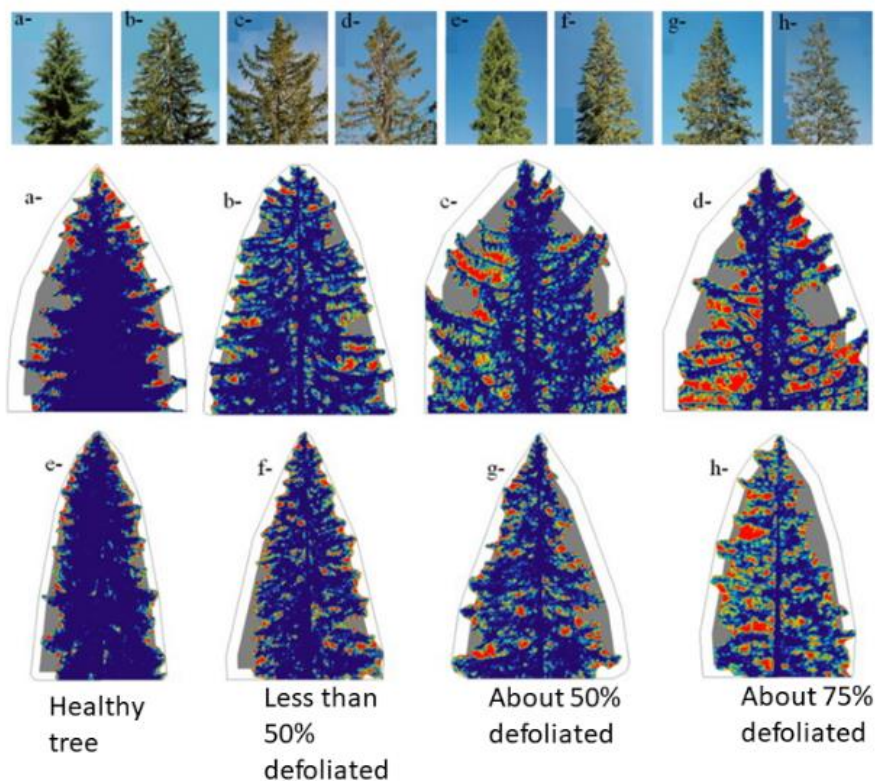 a-
b-
c-
d-
e-
f-
g-
h-
a-
b-
c-
d-
e-
f-
g-
h-
Healthy
tree
Less than
50%
defoliated
About 50%
defoliated
About 75%
defoliated